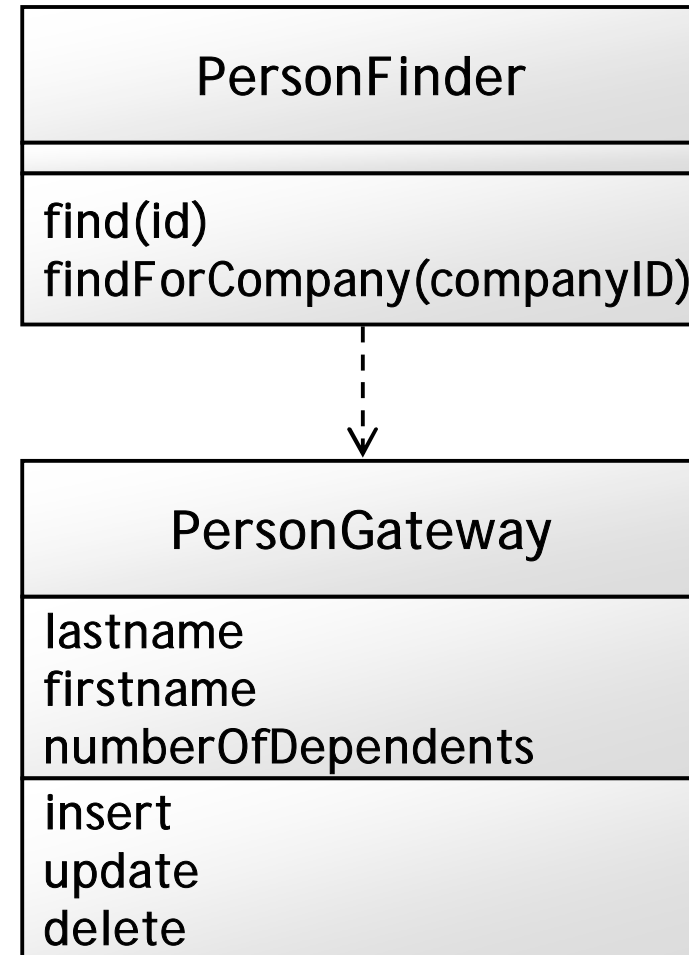 PersonFinder
find(id)
findForCompany(companyID)
PersonGateway
lastname
firstname
numberOfDependents
insert
update
delete